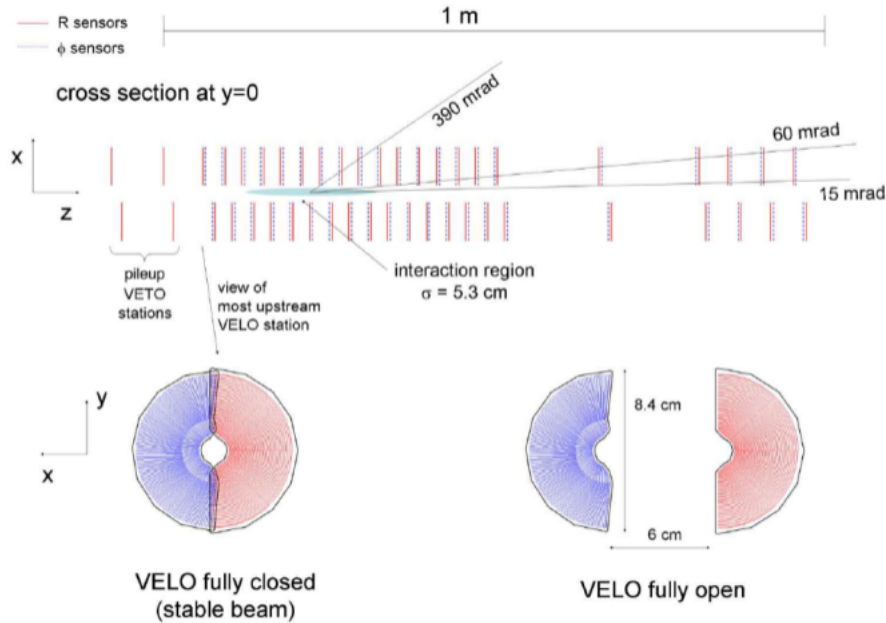 R sensors
ϕ sensors
1 m
cross section at y=0
390 mrad
60 mrad
15 mrad
x
z
pileup
VETO
stations
view of
most upstream
VELO station
interaction region
σ = 5.3 cm
y
x
8.4 cm
6 cm
VELO fully closed
(stable beam)
VELO fully open